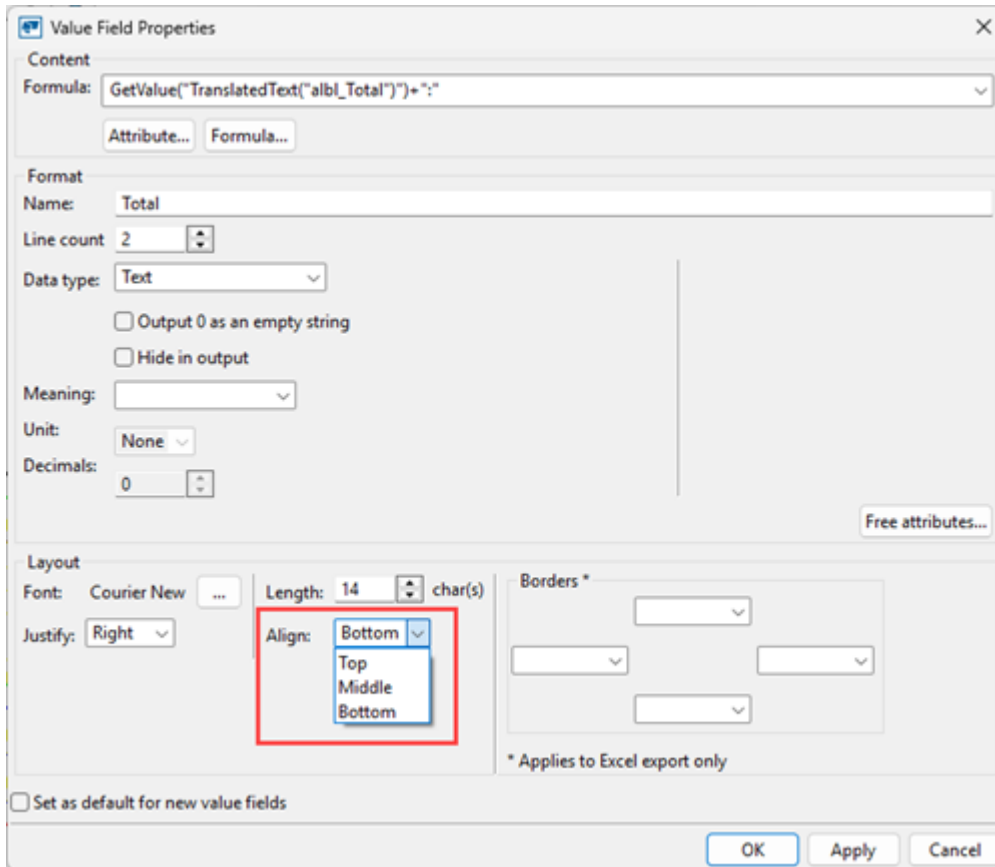 Value Field Properties
Content
Formula: GetValue("TranslatedText("albl_Total")")+":"
Attribute... Formula...
Format
Name: Total
Line count 2
Data type: Text
Output 0 as an empty string
Hide in output
Meaning:
Unit: None
Decimals: 0
Free attributes...
Layout
Font: Courier New ... Length: 14 char(s) Borders *
Justify: Right Align: Bottom
Top
Middle
Bottom
* Applies to Excel export only
Set as default for new value fields
OK Apply Cancel